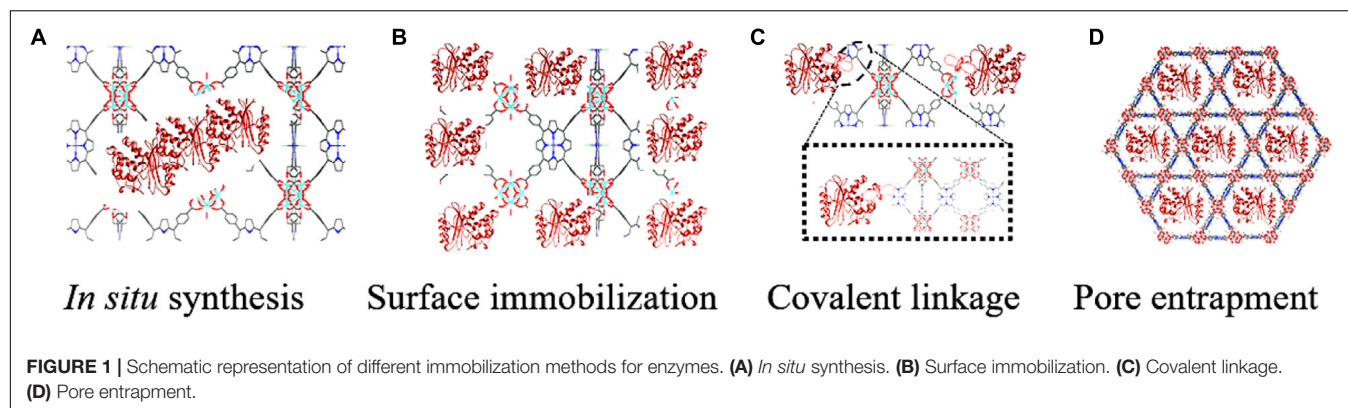 A
B
C
D
In situ synthesis
Surface immobilization
Covalent linkage
Pore entrapment
FIGURE 1 | Schematic representation of different immobilization methods for enzymes. (A) In situ synthesis. (B) Surface immobilization. (C) Covalent linkage.
(D) Pore entrapment.